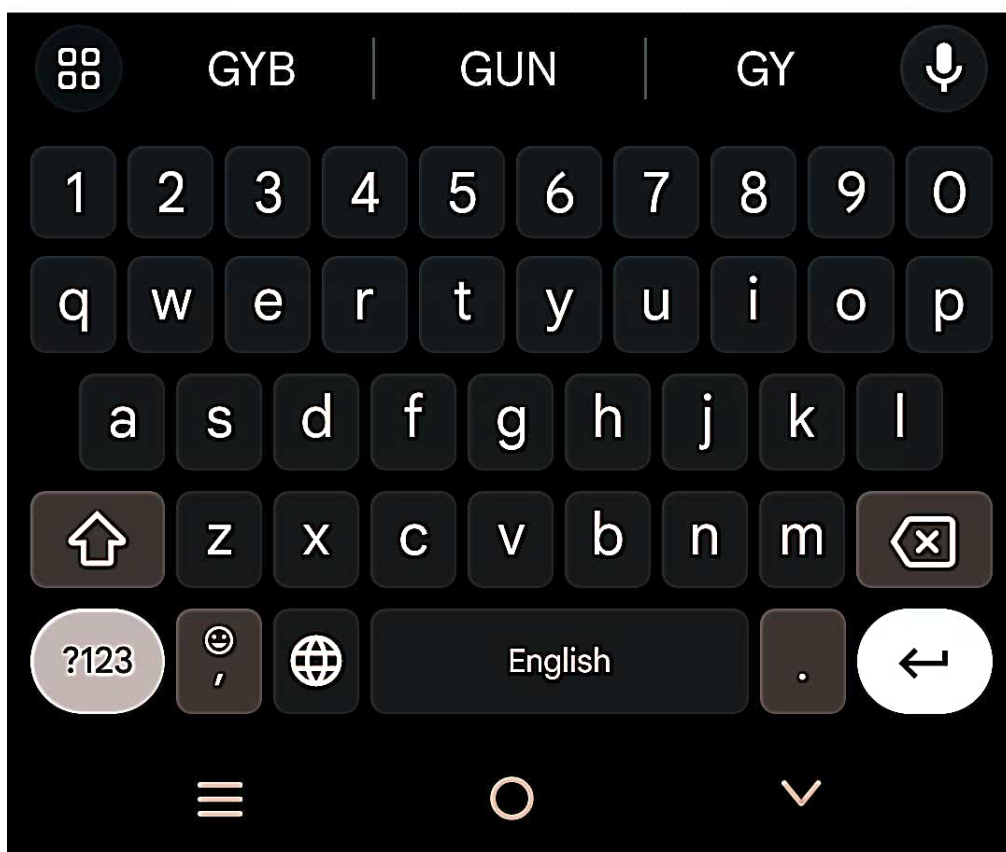 GYB GUN GY
1 2 3 4 5 6 7 8 9 0
q w e r t y u i o p
a s d f g h j k l
z x c v b n m
?123 , English .